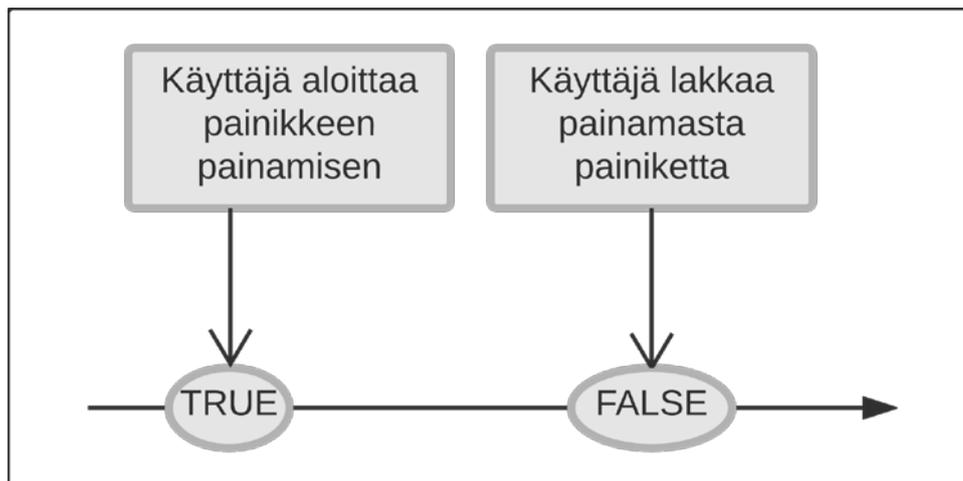 Käyttäjä aloittaa
painikkeen
painamisen
Käyttäjä lakkaa
painamasta
painiketta
TRUE
FALSE